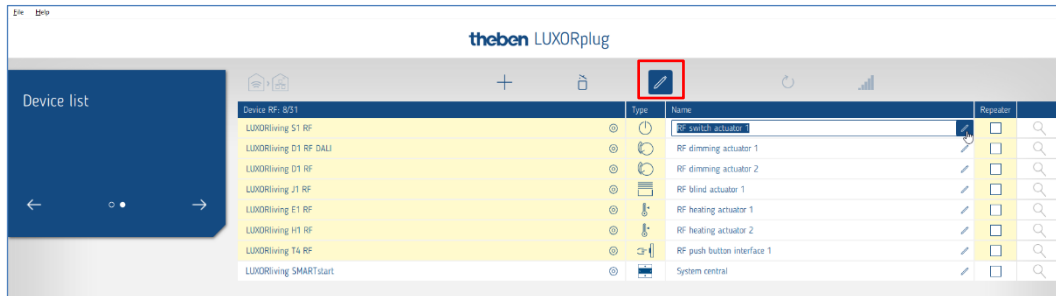 File Help
theben LUXORplug
Device list
Device RF: 8/31 Type Name Repeater
LUXORliving S1 RF RF switch actuator 1
LUXORliving D1 RF DALI RF dimming actuator 1
LUXORliving D1 RF RF dimming actuator 2
LUXORliving J1 RF RF blind actuator 1
LUXORliving E1 RF RF heating actuator 1
LUXORliving H1 RF RF heating actuator 2
LUXORliving T4 RF RF push button interface 1
LUXORliving SMARTstart System central